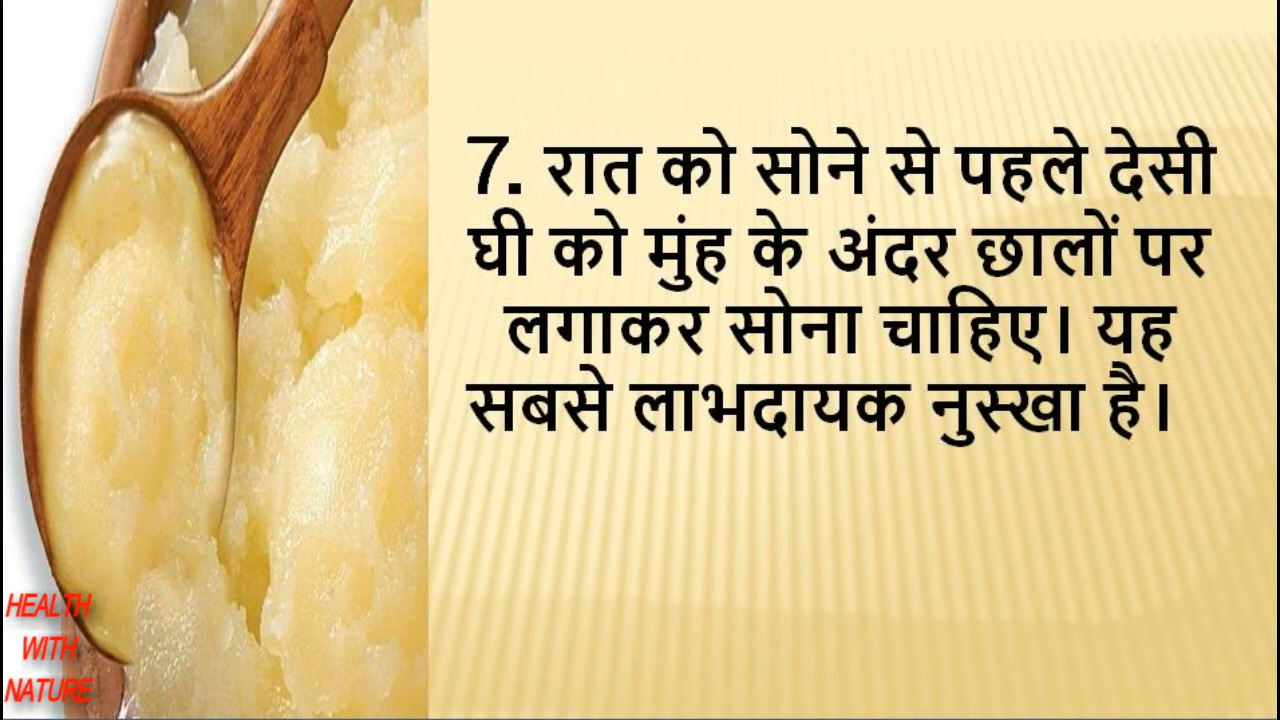 7. रात को सोने से पहले देसी
घी को मुंह के अंदर छालों पर
लगाकर सोना चाहिए। यह
सबसे लाभदायक नुस्खा है।
HEALTH
WITH
NATURE